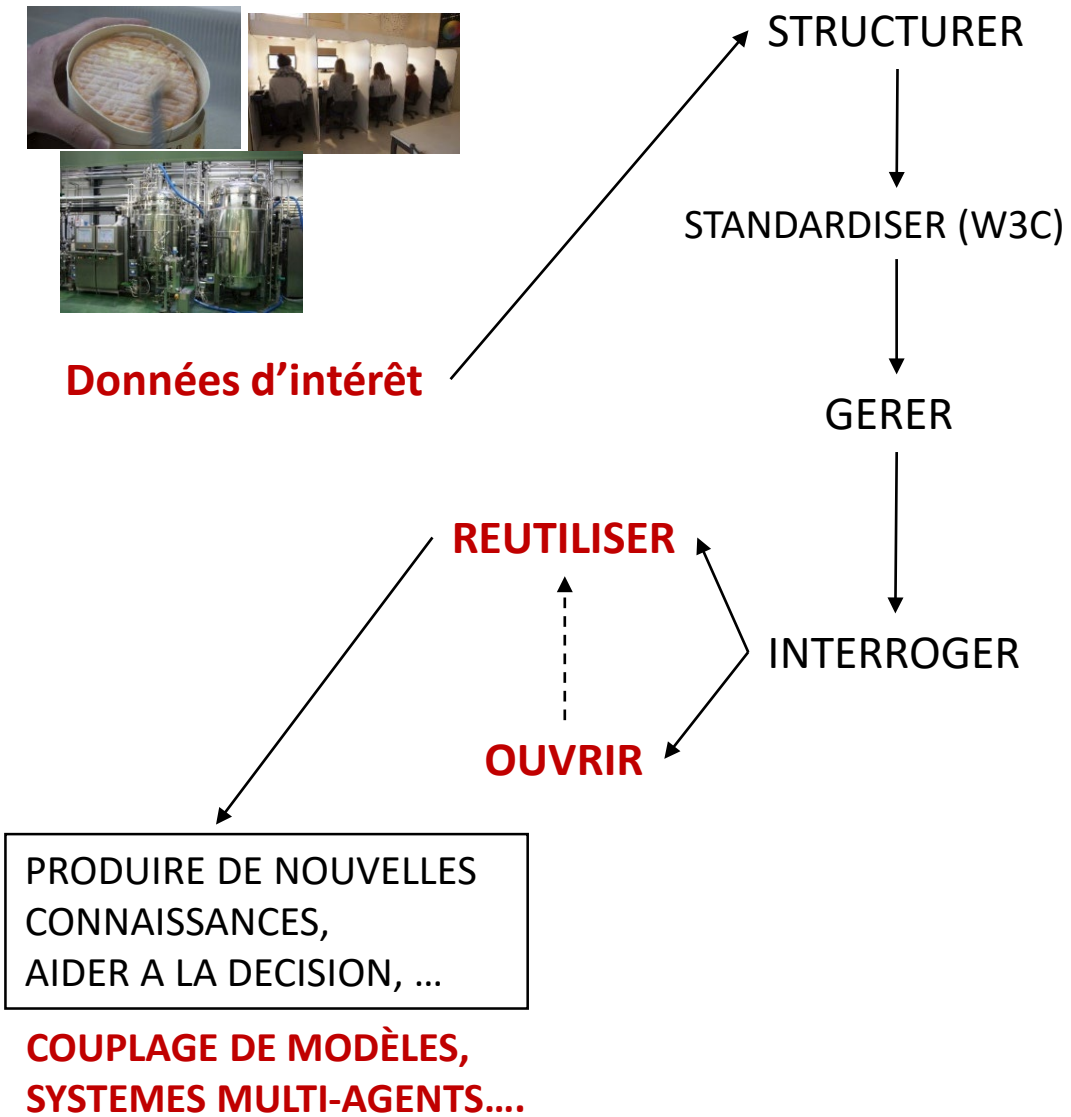 STRUCTURER
STANDARDISER (W3C)
Données d’intérêt
GERER
REUTILISER
INTERROGER
OUVRIR
PRODUIRE DE NOUVELLES
CONNAISSANCES,
AIDER A LA DECISION, …
COUPLAGE DE MODÈLES,
SYSTEMES MULTI-AGENTS….